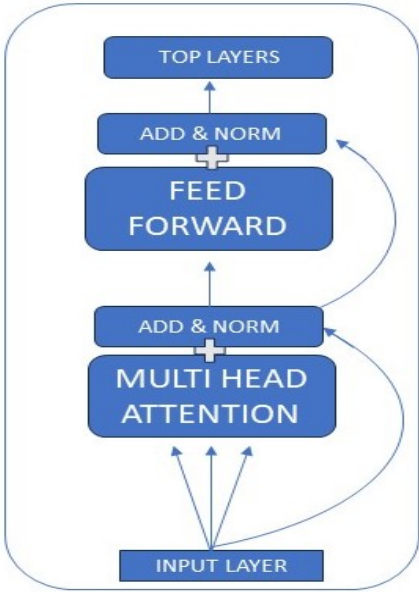 TOP LAYERS
ADD & NORM
FEED
FORWARD
ADD & NORM
MULTI HEAD
ATTENTION
INPUT LAYER